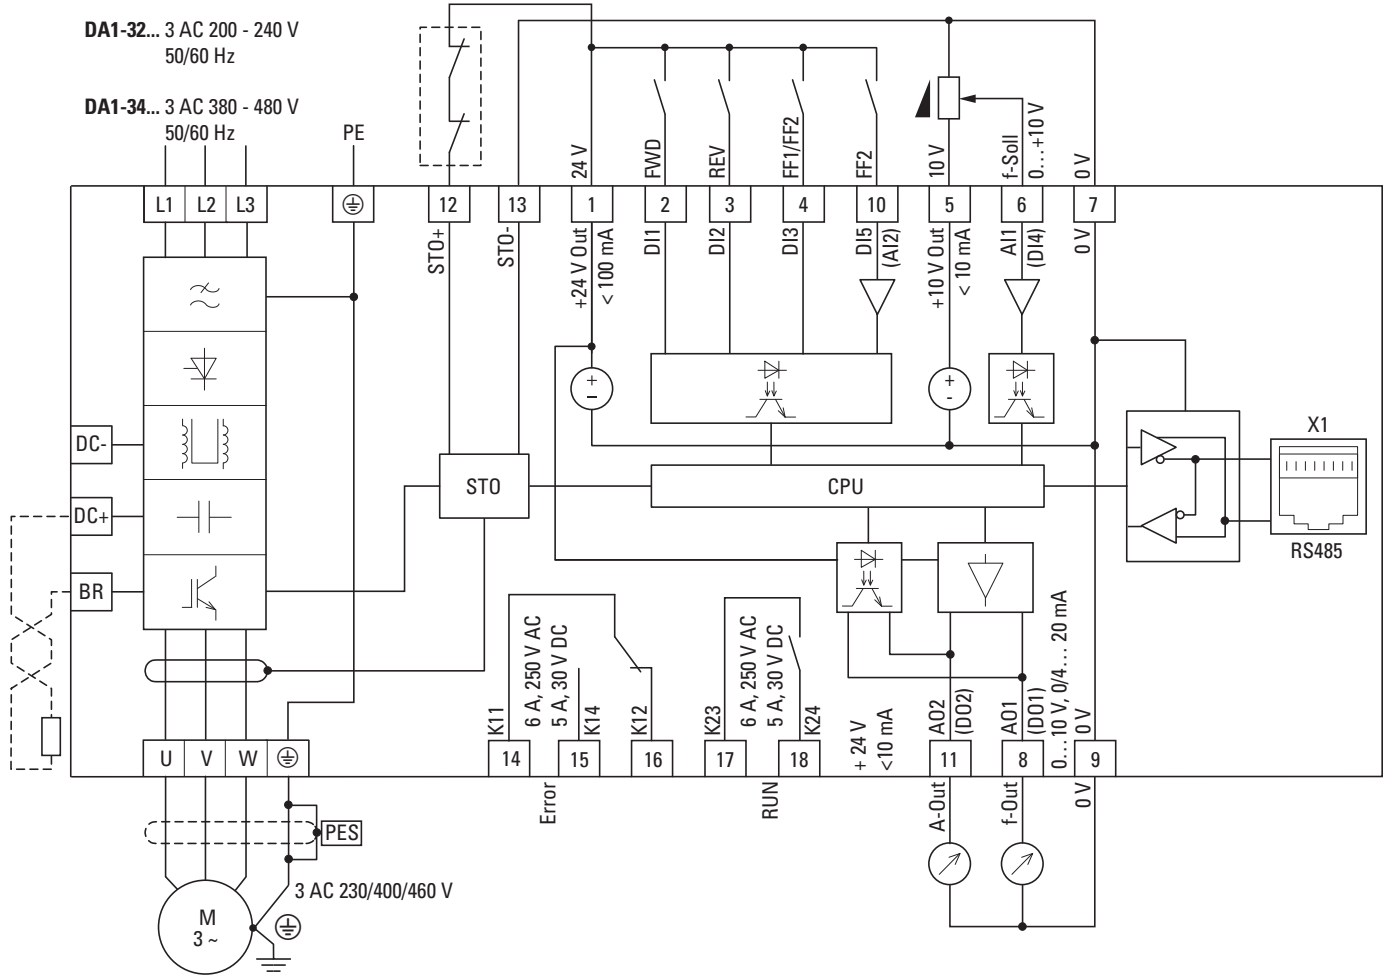 DA1-32... 3 AC 200 - 240 V
50/60 Hz
DA1-34... 3 AC 380 - 480 V
50/60 Hz
PE
24 V
FWD
REV
FF1/FF2
FF2
10 V
f-Soll
0…+10 V
0 V
L1
L2
L3
12
13
1
2
3
4
10
5
6
7
STO+
STO-
+24 V Out
< 100 mA
DI1
DI2
DI3
DI5
(AI2)
+10 V Out
< 10 mA
AI1
(DI4)
0 V
+
−
+
-
DC-
DC+
BR
STO
CPU
X1
RS485
K11
6 A, 250 V AC
5 A, 30 V DC
K14
K12
K23
6 A, 250 V AC
5 A, 30 V DC
K24
+ 24 V
<10 mA
AO2
(DO2)
AO1
(DO1)
0…10 V, 0/4… 20 mA
0 V
U
V
W
14
15
16
17
18
11
8
9
Error
RUN
A-Out
f-Out
0 V
PES
3 AC 230/400/460 V
M
3 ~